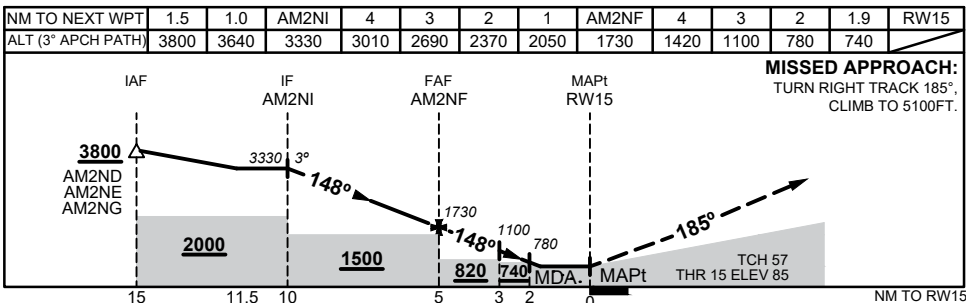 NM TO NEXT WPT 1.5 1.0 AM2NI 4 3 2 1 AM2NF 4 3 2 1.9 RW15
ALT (3° APCH PATH) 3800 3640 3330 3010 2690 2370 2050 1730 1420 1100 780 740
MISSED APPROACH:
TURN RIGHT TRACK 185°,
CLIMB TO 5100FT.
IAF IF FAF MAPt
AM2NI AM2NF RW15
3800 3330 3°
AM2ND
AM2NE
AM2NG
148°
1730
148° 1100 780
185°
2000 1500 820 740 MDA. MAPt
TCH 57
THR 15 ELEV 85
15 11.5 10 5 3 2 0 NM TO RW15